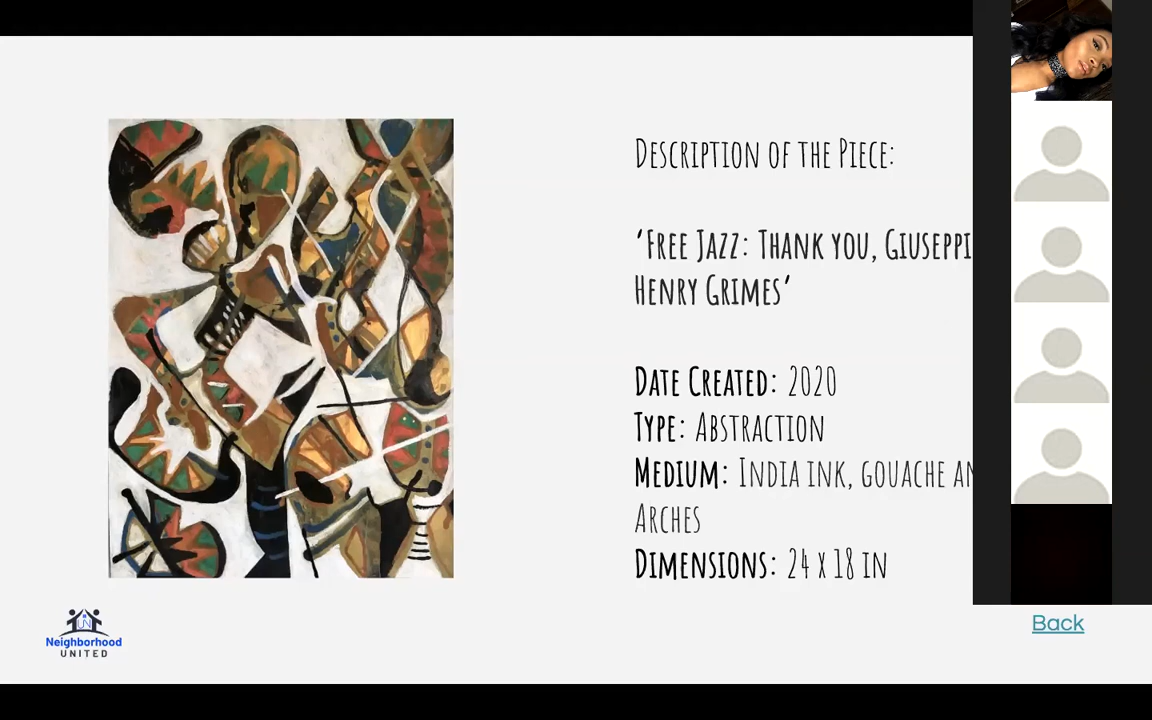 DESCRIPTION OF THE PIECE:
'FREE JAZZ: THANK YOU, GIUSEPPI
HENRY GRIMES'
DATE CREATED: 2020
TYPE: ABSTRACTION
MEDIUM: INDIA INK, GOUACHE AN
ARCHES
DIMENSIONS: 24 X 18 IN
Back
UN
Neighborhood
UNITED